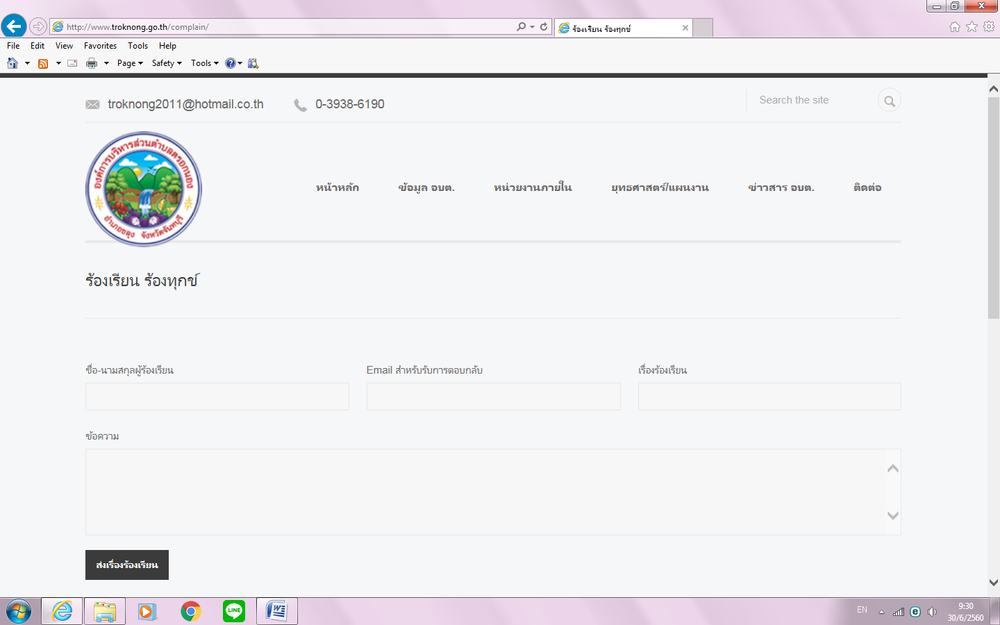 http://www.troknong.go.th/complain/
ร้องเรียน ร้องทุกข์
File Edit View Favorites Tools Help
Page Safety Tools
troknong2011@hotmail.co.th 0-3938-6190 Search the site
องค์การบริหารส่วนตำบลตรอกนอง
อำเภอขลุง จังหวัดจันทบุรี
หน้าหลัก ข้อมูล อบต. หน่วยงานภายใน ยุทธศาสตร์/แผนงาน ข่าวสาร อบต. ติดต่อ
ร้องเรียน ร้องทุกข์
ชื่อ-นามสกุลผู้ร้องเรียน Email สำหรับรับการตอบกลับ เรื่องร้องเรียน
ข้อความ
ส่งเรื่องร้องเรียน
LINE
EN 9:30
30/6/2560